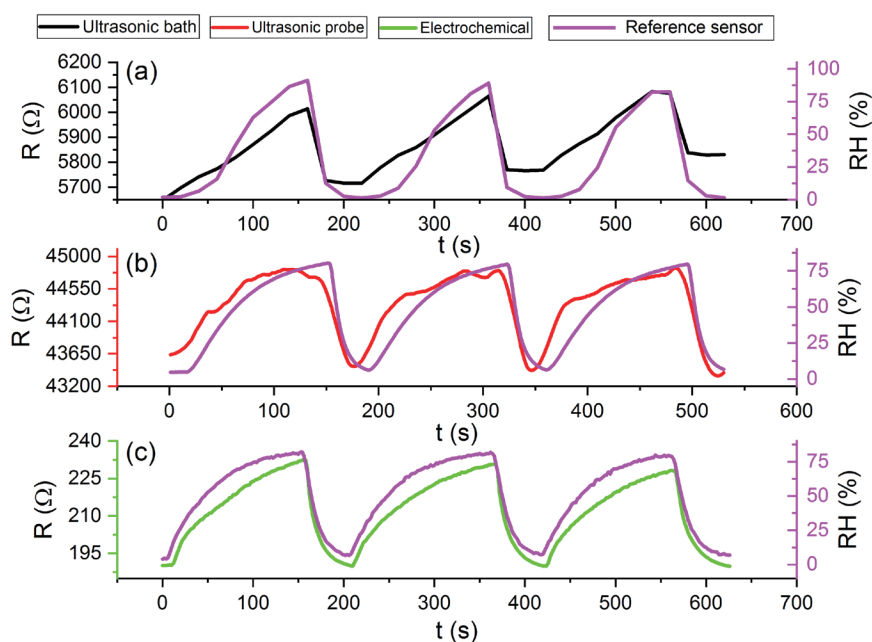 Ultrasonic bath Ultrasonic probe Electrochemical Reference sensor
(a)
R (Ω)
6200
6100
6000
5900
5800
5700
100
75
50
25
0
RH (%)
0 100 200 300 400 500 600 700
t (s)
(b)
R (Ω)
45000
44550
44100
43650
43200
75
50
25
0
RH (%)
0 100 200 300 400 500 600
t (s)
(c)
R (Ω)
240
225
210
195
75
50
25
0
RH (%)
0 100 200 300 400 500 600 700
t (s)